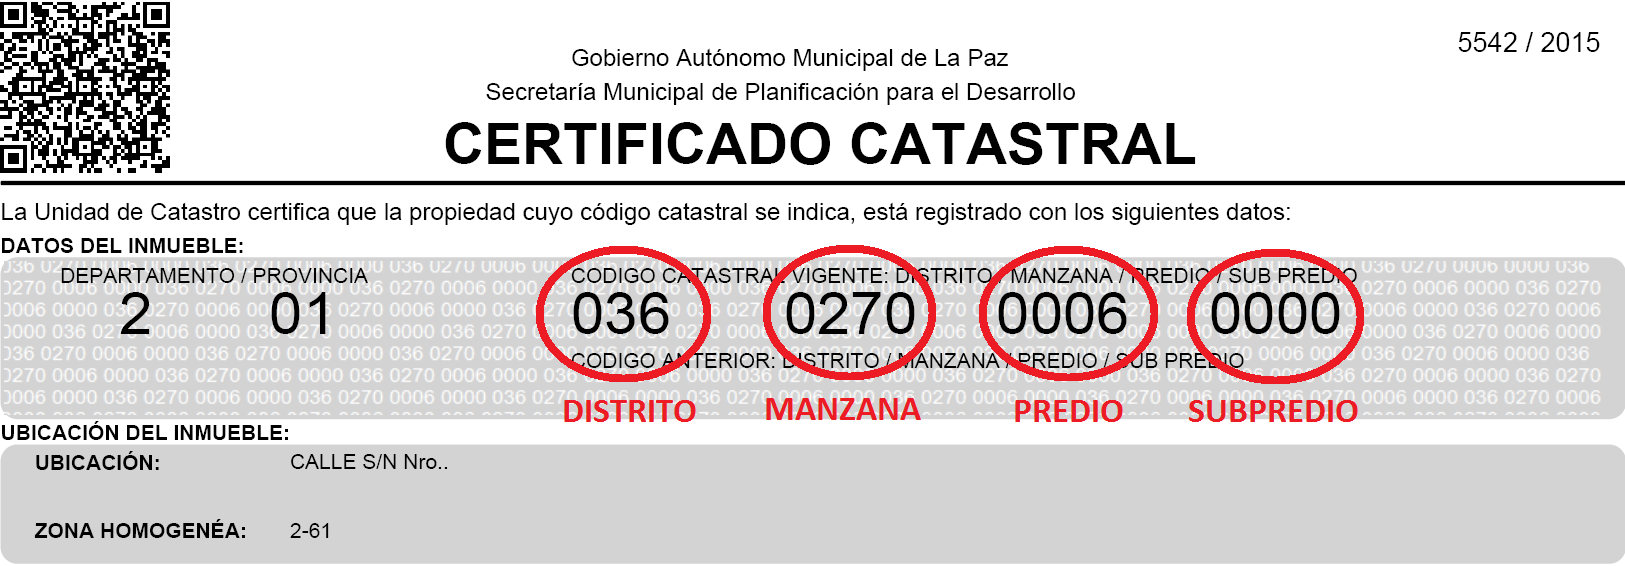 5542 / 2015
Gobierno Autónomo Municipal de La Paz
Secretaría Municipal de Planificación para el Desarrollo
CERTIFICADO CATASTRAL
La Unidad de Catastro certifica que la propiedad cuyo código catastral se indica, está registrado con los siguientes datos:
DATOS DEL INMUEBLE:
DEPARTAMENTO / PROVINCIA CODIGO CATASTRAL VIGENTE: DISTRITO / MANZANA / PREDIO / SUB PREDIO
2 01 036 0270 0006 0000
CODIGO ANTERIOR: DISTRITO / MANZANA / PREDIO / SUB PREDIO
DISTRITO MANZANA PREDIO SUBPREDIO
UBICACIÓN DEL INMUEBLE:
UBICACIÓN: CALLE S/N Nro..
ZONA HOMOGENÉA: 2-61